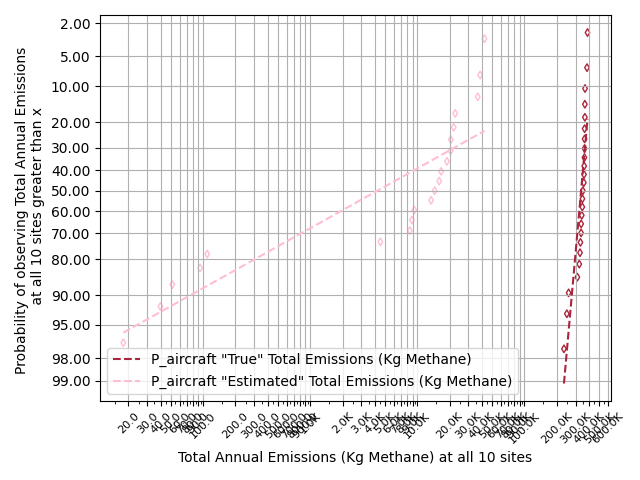 Probability of observing Total Annual Emissions
at all 10 sites greater than x
2.00
5.00
10.00
20.00
30.00
40.00
50.00
60.00
70.00
80.00
90.00
95.00
98.00
99.00
P_aircraft "True" Total Emissions (Kg Methane)
P_aircraft "Estimated" Total Emissions (Kg Methane)
20.0 30.0 100.0 200.0 300.0 2.0K 3.0K 10.0K 20.0K 30.0K 100.0K 200.0K 300.0K 600.0K
Total Annual Emissions (Kg Methane) at all 10 sites